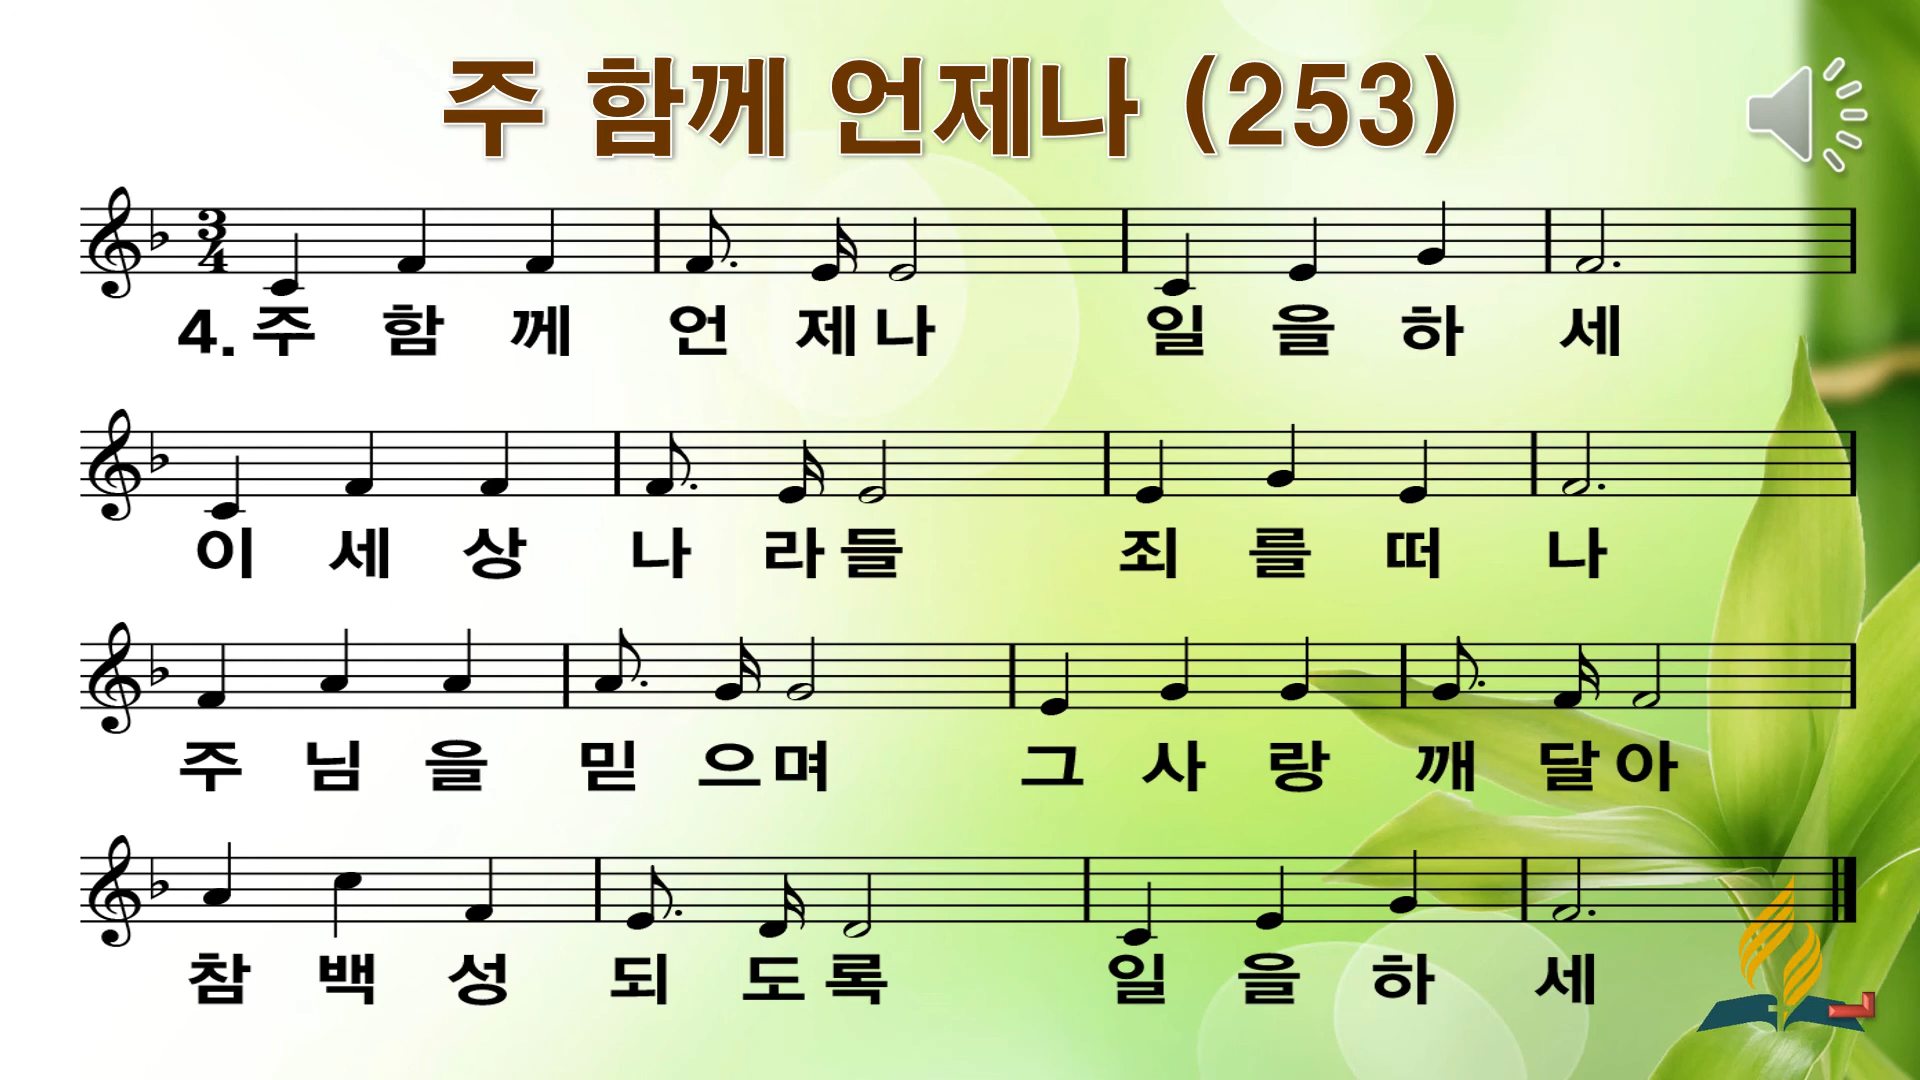 주 함께 언제나 (253)
3
4
4. 주 함 께 언 제 나 일 을 하 세
이 세 상 나 라 들 죄 를 떠 나
주 님 을 믿 으 며 그 사 랑 깨 달 아
참 백 성 되 도 록 일 을 하 세